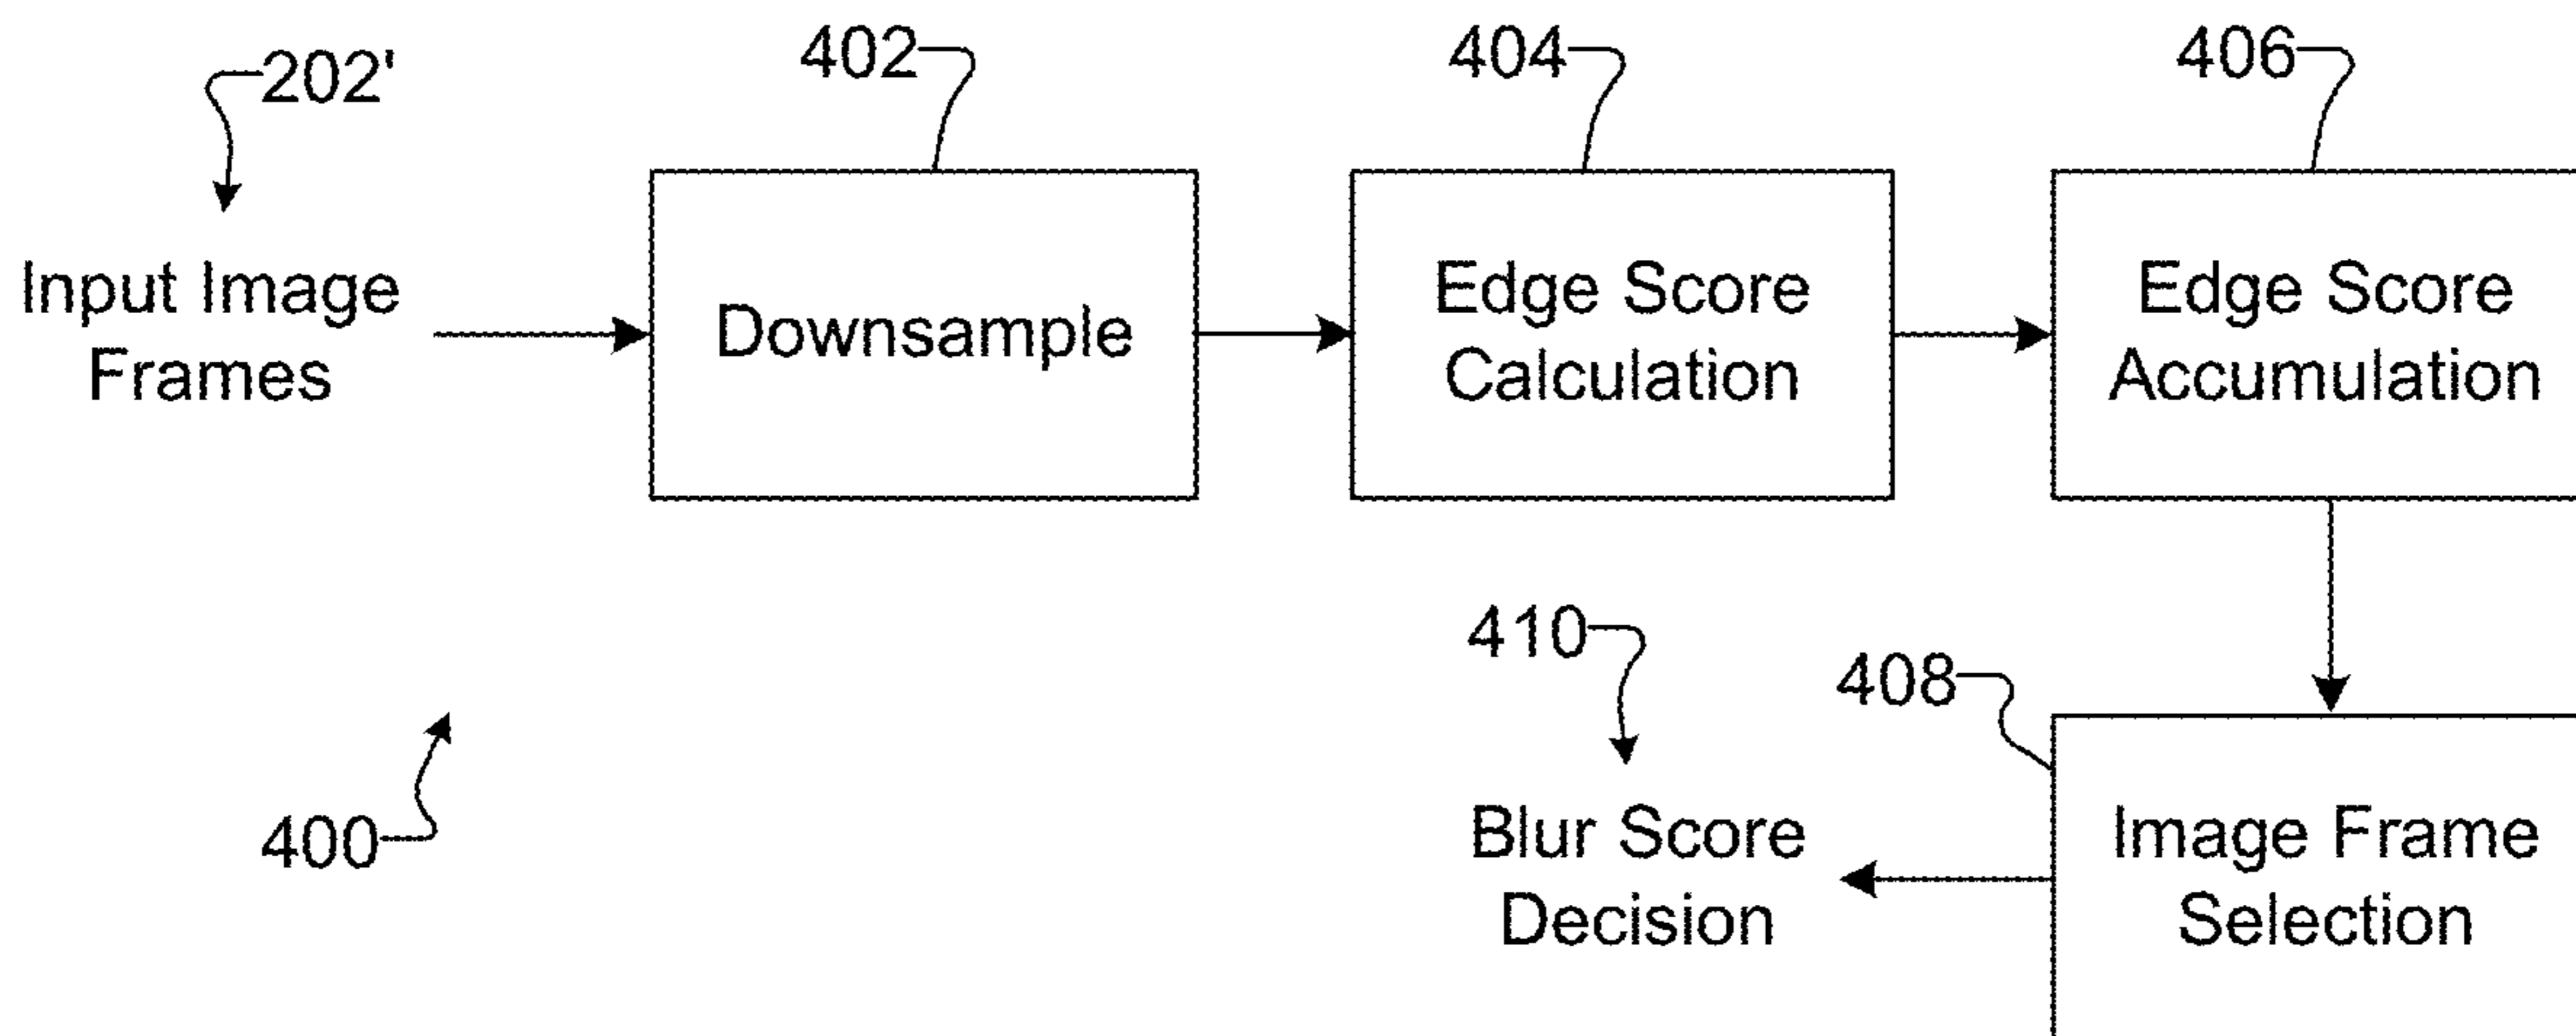 202'
402
404
406
Input Image
Frames
Downsample
Edge Score
Calculation
Edge Score
Accumulation
410
408
400
Blur Score
Decision
Image Frame
Selection